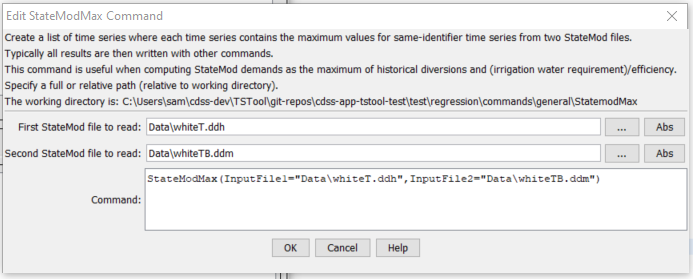 Edit StateModMax Command
Create a list of time series where each time series contains the maximum values for same-identifier time series from two StateMod files.
Typically all results are then written with other commands.
This command is useful when computing StateMod demands as the maximum of historical diversions and (irrigation water requirement)/efficiency.
Specify a full or relative path (relative to working directory).
The working directory is: C:\Users\sam\cdss-dev\TSTool\git-repos\cdss-app-tstool-test\test\regression\commands\general\StatemodMax
First StateMod file to read: Data\whiteT.ddh ... Abs
Second StateMod file to read: Data\whiteTB.ddm ... Abs
StateModMax(InputFile1="Data\whiteT.ddh",InputFile2="Data\whiteTB.ddm")
Command:
OK Cancel Help